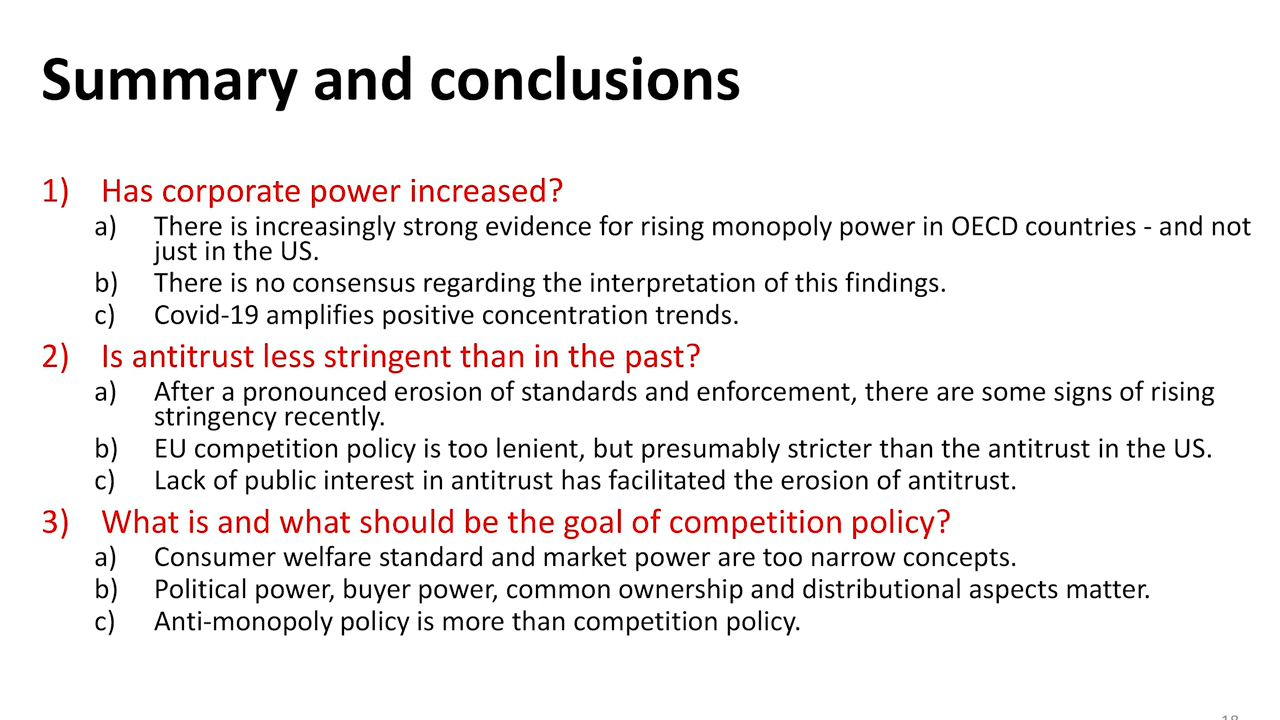 Summary and conclusions
1) Has corporate power increased?
a) There is increasingly strong evidence for rising monopoly power in OECD countries - and not
just in the US.
b) There is no consensus regarding the interpretation of this findings.
c) Covid-19 amplifies positive concentration trends.
2) Is antitrust less stringent than in the past?
a) After a pronounced erosion of standards and enforcement, there are some signs of rising
stringency recently.
b) EU competition policy is too lenient, but presumably stricter than the antitrust in the US.
c) Lack of public interest in antitrust has facilitated the erosion of antitrust.
3) What is and what should be the goal of competition policy?
a) Consumer welfare standard and market power are too narrow concepts.
b) Political power, buyer power, common ownership and distributional aspects matter.
c) Anti-monopoly policy is more than competition policy.